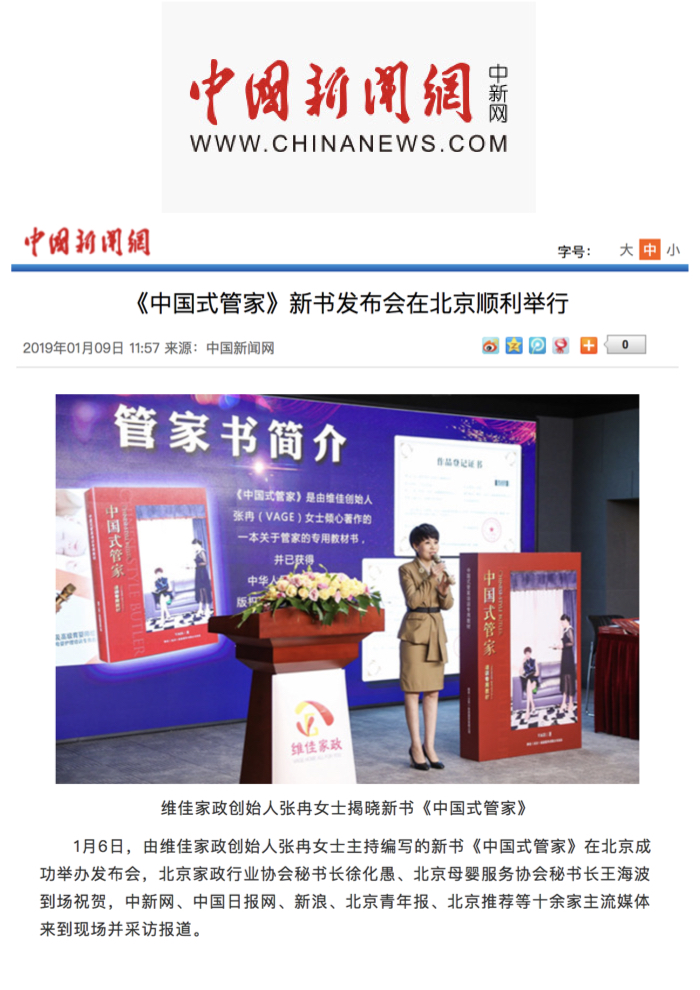 中國新聞網
中新网
WWW.CHINANEWS.COM
中國新聞網
字号： 大 中 小
《中国式管家》新书发布会在北京顺利举行
2019年01月09日 11:57 来源：中国新闻网
0
管家书简介
作品登记证书
《中国式管家》是由维佳创始人
张冉（VAGE）女士倾心著作的
一本关于管家的专用教材书，
并已获得
中华人
版权
中国式管家
STYLE BUTLER
中国式管家
维佳家政
维佳家政创始人张冉女士揭晓新书《中国式管家》
1月6日，由维佳家政创始人张冉女士主持编写的新书《中国式管家》在北京成
功举办发布会，北京家政行业协会秘书长徐化愚、北京母婴服务协会秘书长王海波
到场祝贺，中新网、中国日报网、新浪、北京青年报、北京推荐等十余家主流媒体
来到现场并采访报道。